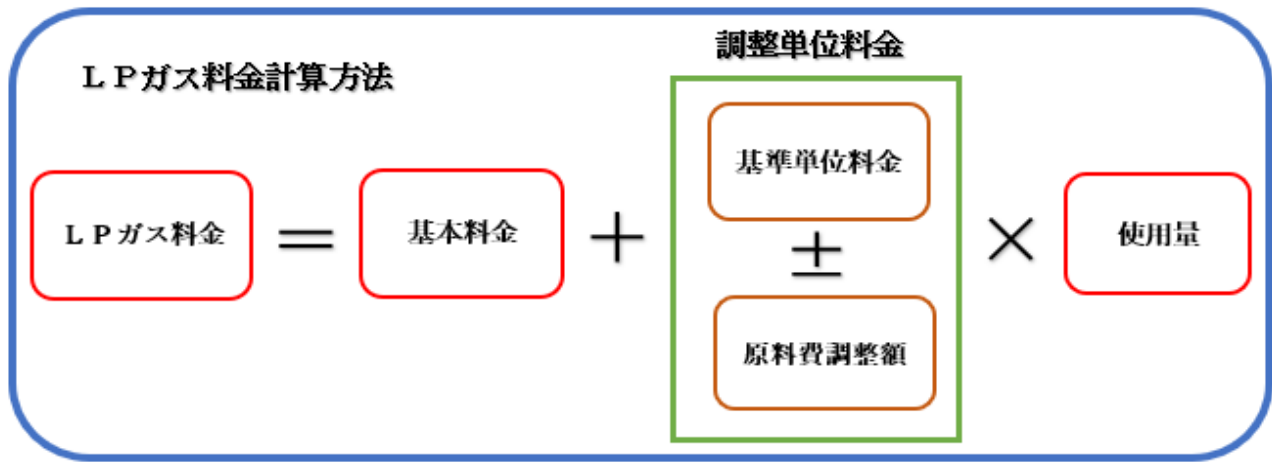 ＬＰガス料金計算方法
調整単位料金
ＬＰガス料金
＝
基本料金
＋
基準単位料金
±
原料費調整額
×
使用量